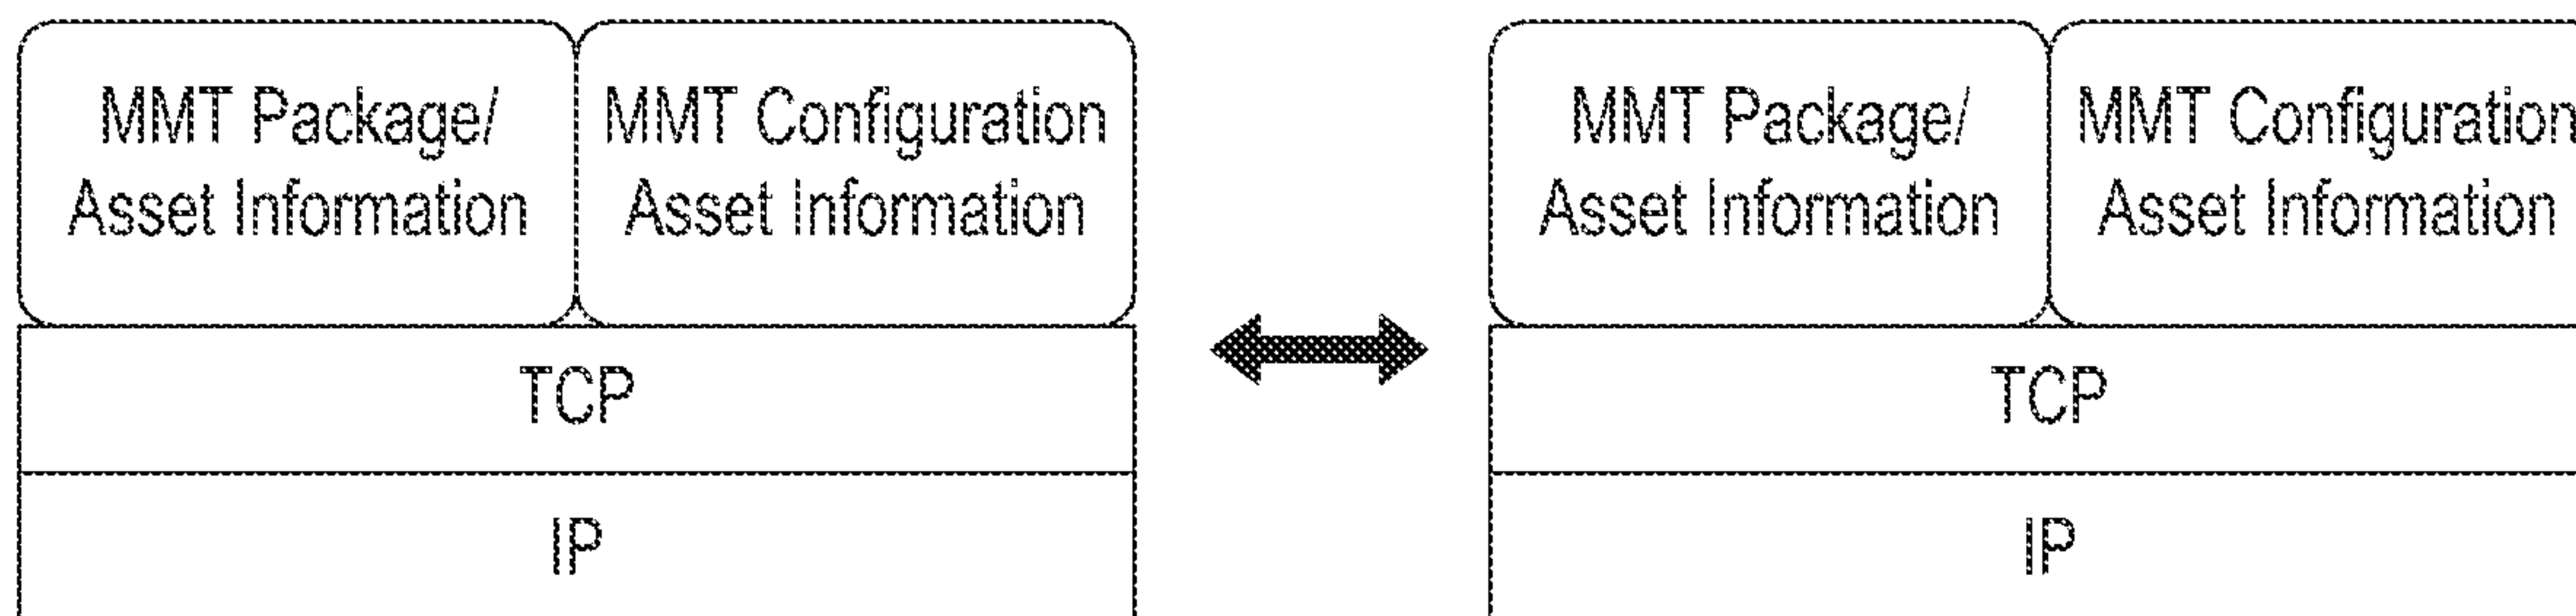 MMT Package/
Asset Information
MMT Configuration
Asset Information
TCP
IP
MMT Package/
Asset Information
MMT Configuration
Asset Information
TCP
IP